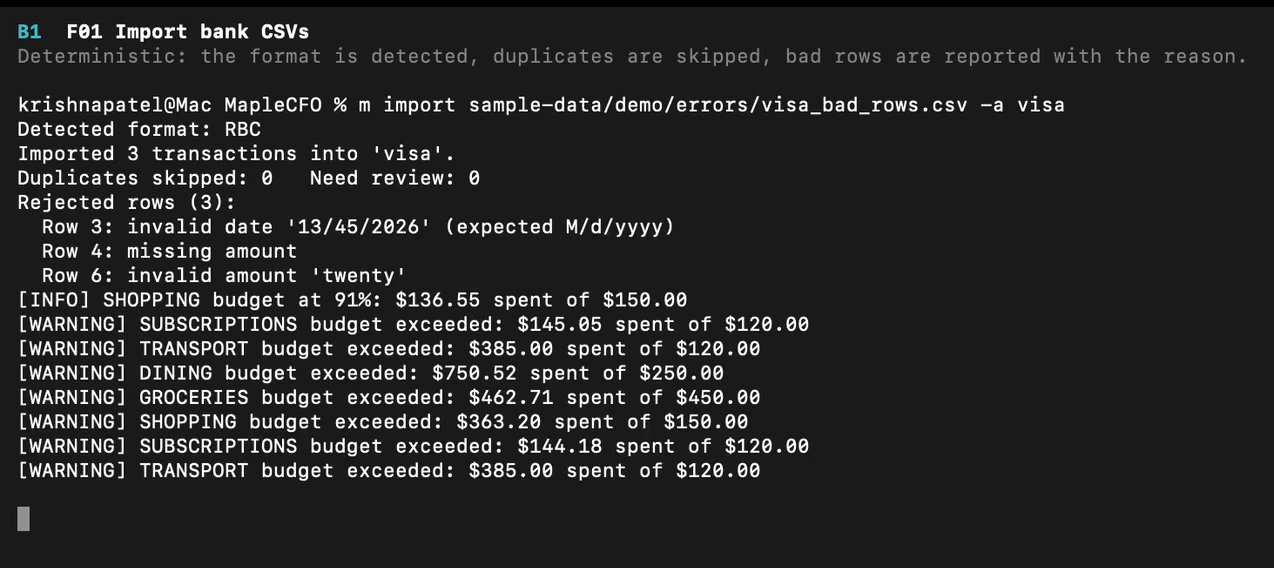 B1  F01 Import bank CSVs
Deterministic: the format is detected, duplicates are skipped, bad rows are reported with the reason.
krishnapatel@Mac MapleCFO % m import sample-data/demo/errors/visa_bad_rows.csv -a visa
Detected format: RBC
Imported 3 transactions into 'visa'.
Duplicates skipped: 0   Need review: 0
Rejected rows (3):
  Row 3: invalid date '13/45/2026' (expected M/d/yyyy)
  Row 4: missing amount
  Row 6: invalid amount 'twenty'
[INFO] SHOPPING budget at 91%: $136.55 spent of $150.00
[WARNING] SUBSCRIPTIONS budget exceeded: $145.05 spent of $120.00
[WARNING] TRANSPORT budget exceeded: $385.00 spent of $120.00
[WARNING] DINING budget exceeded: $750.52 spent of $250.00
[WARNING] GROCERIES budget exceeded: $462.71 spent of $450.00
[WARNING] SHOPPING budget exceeded: $363.20 spent of $150.00
[WARNING] SUBSCRIPTIONS budget exceeded: $144.18 spent of $120.00
[WARNING] TRANSPORT budget exceeded: $385.00 spent of $120.00